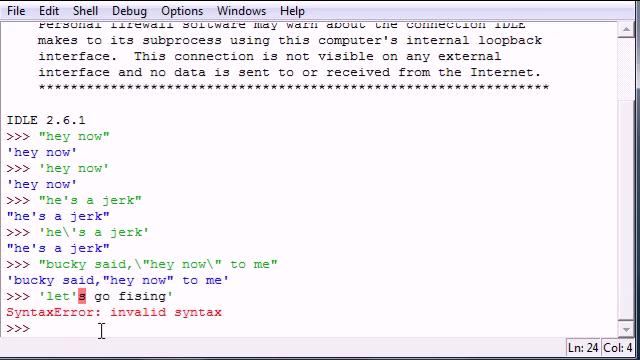 File Edit Shell Debug Options Windows Help
Personal firewall software may warn about the connection IDLE
makes to its subprocess using this computer's internal loopback
interface.  This connection is not visible on any external
interface and no data is sent to or received from the Internet.
****************************************************************
IDLE 2.6.1
>>> "hey now"
'hey now'
>>> 'hey now'
'hey now'
>>> "he's a jerk"
"he's a jerk"
>>> 'he\'s a jerk'
"he's a jerk"
>>> "bucky said,\"hey now\" to me"
'bucky said,"hey now" to me'
>>> 'let's go fising'
SyntaxError: invalid syntax
>>>
Ln: 24 Col: 4